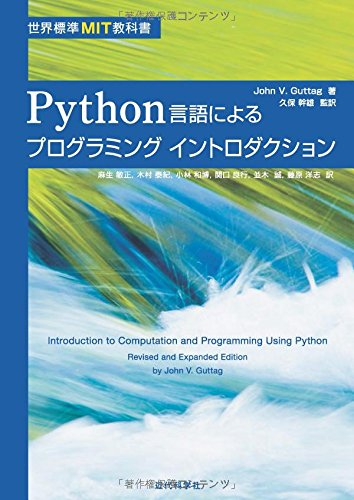 「著作権保護コンテンツ」
世界標準MIT教科書
John V. Guttag 著
久保 幹雄 監訳
Python言語による
プログラミング イントロダクション
麻生 敏正, 木村 泰紀, 小林 和博, 関口 良行, 並木 誠, 藤原 洋志 訳
Introduction to Computation and Programming Using Python
Revised and Expanded Edition
by John V. Guttag
「著作権保護コンテンツ」
近代科学社